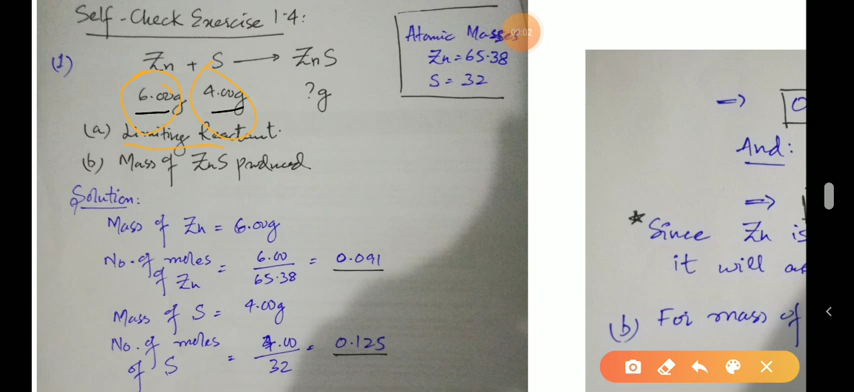 Self-Check Exercise 1.4:
(1) Zn + S → ZnS
6.00g 4.00g ?g
(a) Limiting Reactant.
(b) Mass of ZnS produced
Solution:
Mass of Zn = 6.00g
No. of moles of Zn = 6.00/65.38 = 0.091
Mass of S = 4.00g
No. of moles of S = 4.00/32 = 0.125
Atomic Masses
Zn = 65.38
S = 32
02
⇒ 0
And:
⇒
* Since Zn is
it will
(b) For mass of